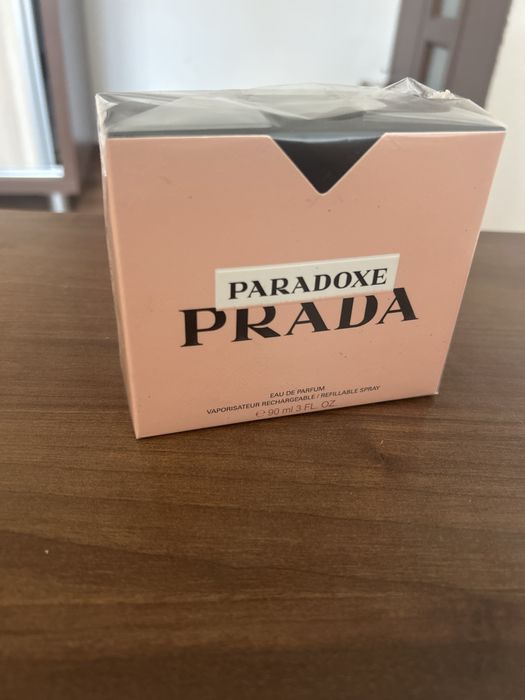 PARADOXE
PRADA
EAU DE PARFUM
VAPORISATEUR RECHARGEABLE / REFILLABLE SPRAY
℮ 90 ml 3 FL. OZ.